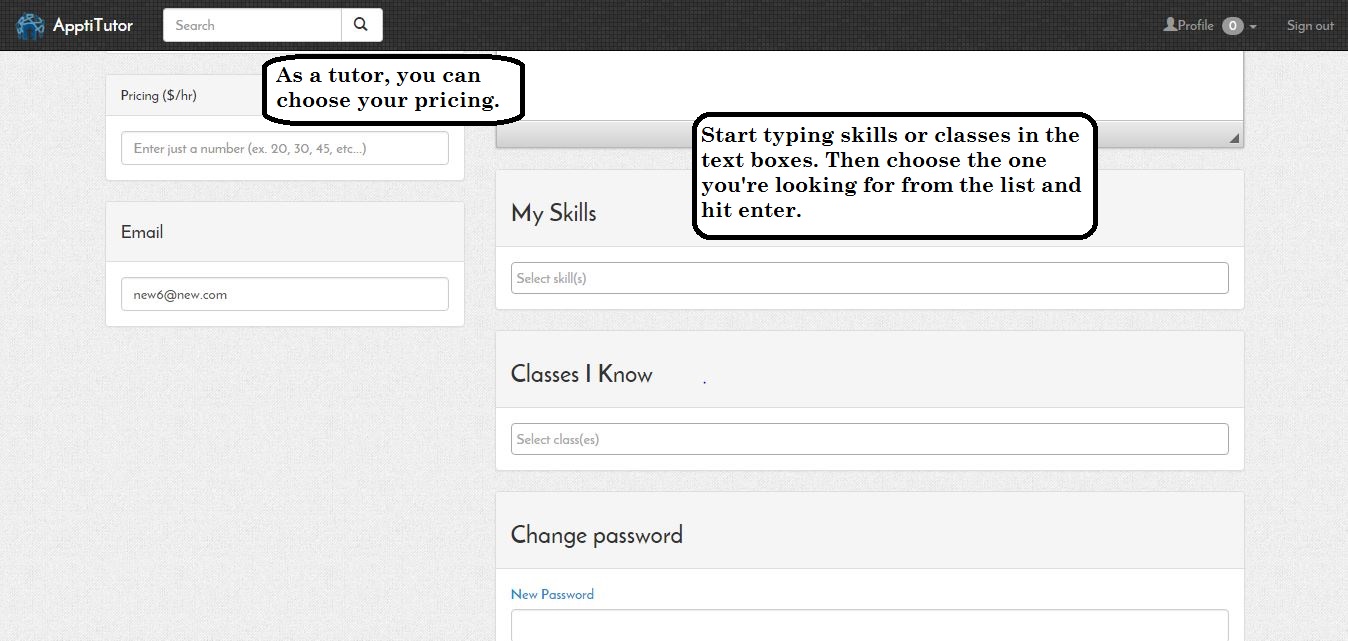 ApptiTutor
Search
Profile 0
Sign out
As a tutor, you can
choose your pricing.
Pricing ($/hr)
Enter just a number (ex. 20, 30, 45, etc...)
Email
new6@new.com
Start typing skills or classes in the
text boxes. Then choose the one
you're looking for from the list and
hit enter.
My Skills
Select skill(s)
Classes I Know
Select class(es)
Change password
New Password